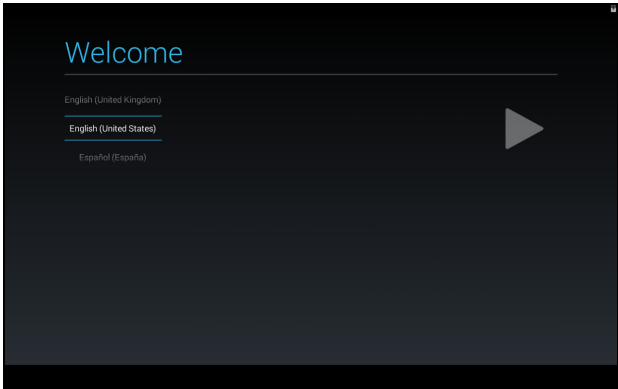 Welcome
English (United Kingdom)
English (United States)
Español (España)